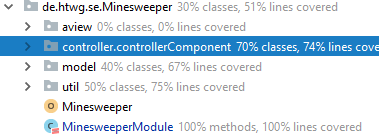 de.htwg.se.Minesweeper 30% classes, 51% lines covered
aview 0% classes, 0% lines covered
controller.controllerComponent 70% classes, 74% lines cover
model 40% classes, 67% lines covered
util 50% classes, 75% lines covered
Minesweeper
MinesweeperModule 100% methods, 100% lines covered